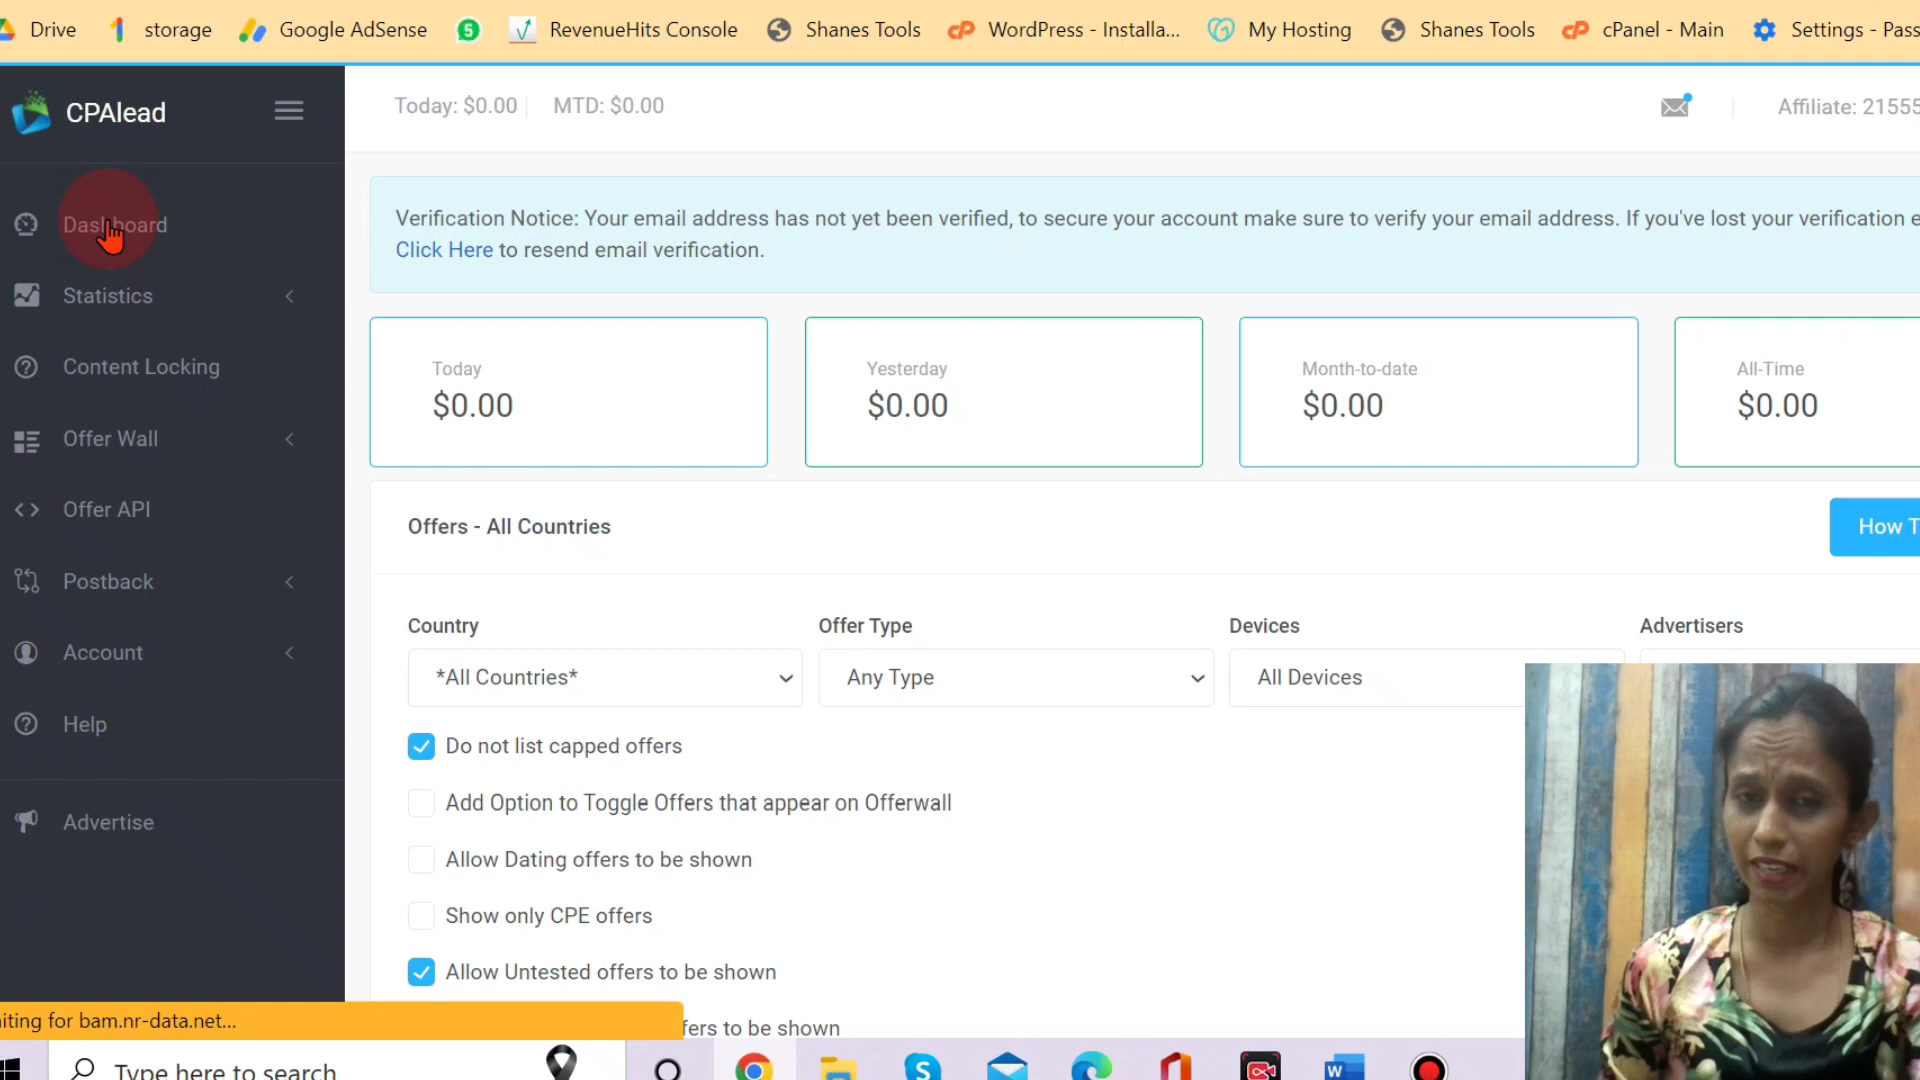 Drive storage Google AdSense 5 RevenueHits Console Shanes Tools cP WordPress - Installa... My Hosting Shanes Tools cP cPanel - Main Settings - Pass
CPAlead
Today: $0.00 MTD: $0.00
Affiliate: 21555
Dashboard
Statistics
Content Locking
Offer Wall
Offer API
Postback
Account
Help
Advertise
Verification Notice: Your email address has not yet been verified, to secure your account make sure to verify your email address. If you've lost your verification e
Click Here to resend email verification.
Today
$0.00
Yesterday
$0.00
Month-to-date
$0.00
All-Time
$0.00
Offers - All Countries
How T
Country
*All Countries*
Offer Type
Any Type
Devices
All Devices
Advertisers
Do not list capped offers
Add Option to Toggle Offers that appear on Offerwall
Allow Dating offers to be shown
Show only CPE offers
Allow Untested offers to be shown
fers to be shown
iting for bam.nr-data.net...
Type here to search
S
W